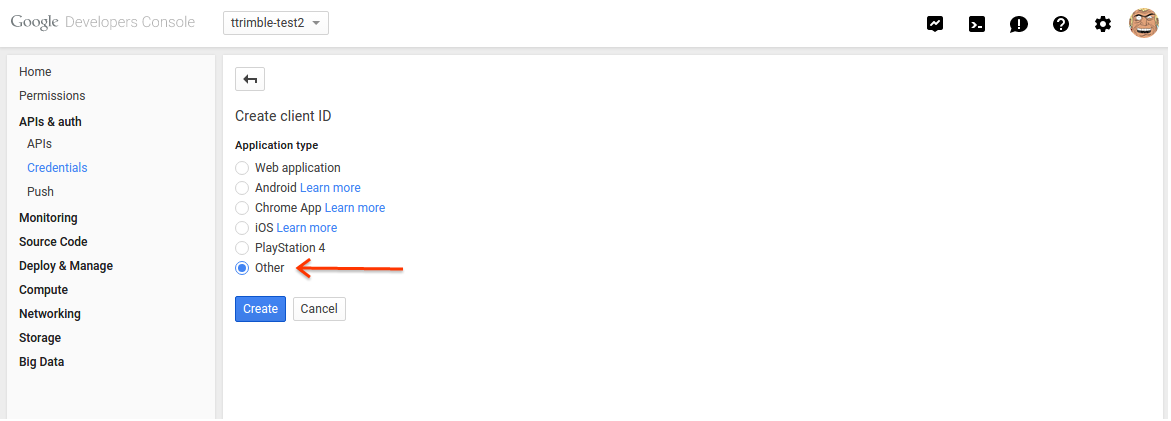 Google Developers Console
ttrimble-test2
Home
Permissions
APIs & auth
APIs
Credentials
Push
Monitoring
Source Code
Deploy & Manage
Compute
Networking
Storage
Big Data
Create client ID
Application type
Web application
Android Learn more
Chrome App Learn more
iOS Learn more
PlayStation 4
Other
Create Cancel